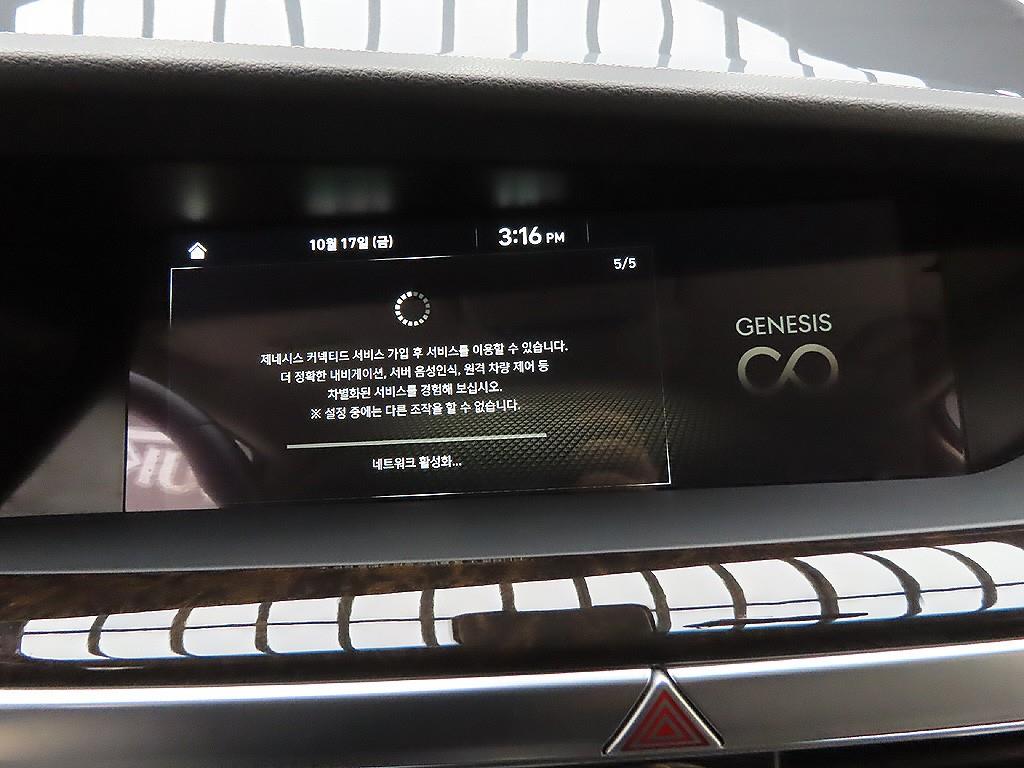 10월 17일 (금)
3:16 PM
5/5
제네시스 커넥티드 서비스 가입 후 서비스를 이용할 수 있습니다.
더 정확한 내비게이션, 서버 음성인식, 원격 차량 제어 등
차별화된 서비스를 경험해 보십시오.
※ 설정 중에는 다른 조작을 할 수 없습니다.
네트워크 활성화...
GENESIS